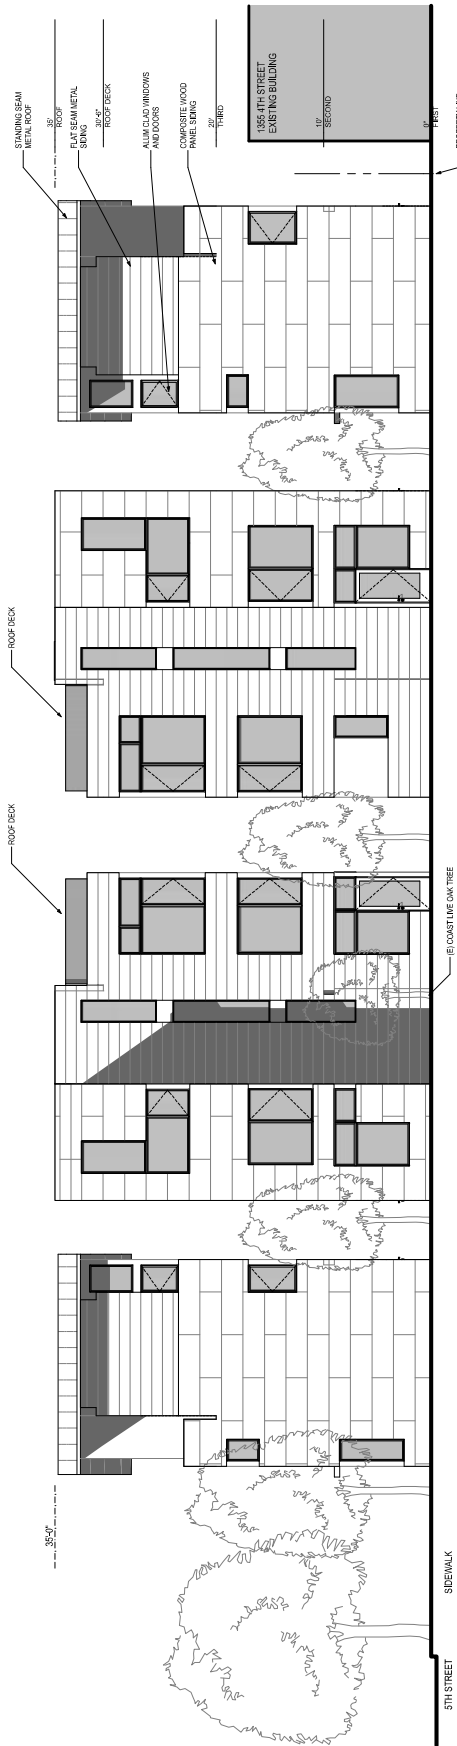 ROOF DECK
ROOF DECK
STANDING SEAM
METAL ROOF
35'
ROOF
35'-0"
FLAT SEAM METAL
SIDING
30'-6"
ROOF DECK
ALUM CLAD WINDOWS
AND DOORS
COMPOSITE WOOD
PANEL SIDING
20'
THIRD
1355 4TH STREET
EXISTING BUILDING
10'
SECOND
0"
FIRST
5TH STREET
SIDEWALK
(E) COAST LIVE OAK TREE